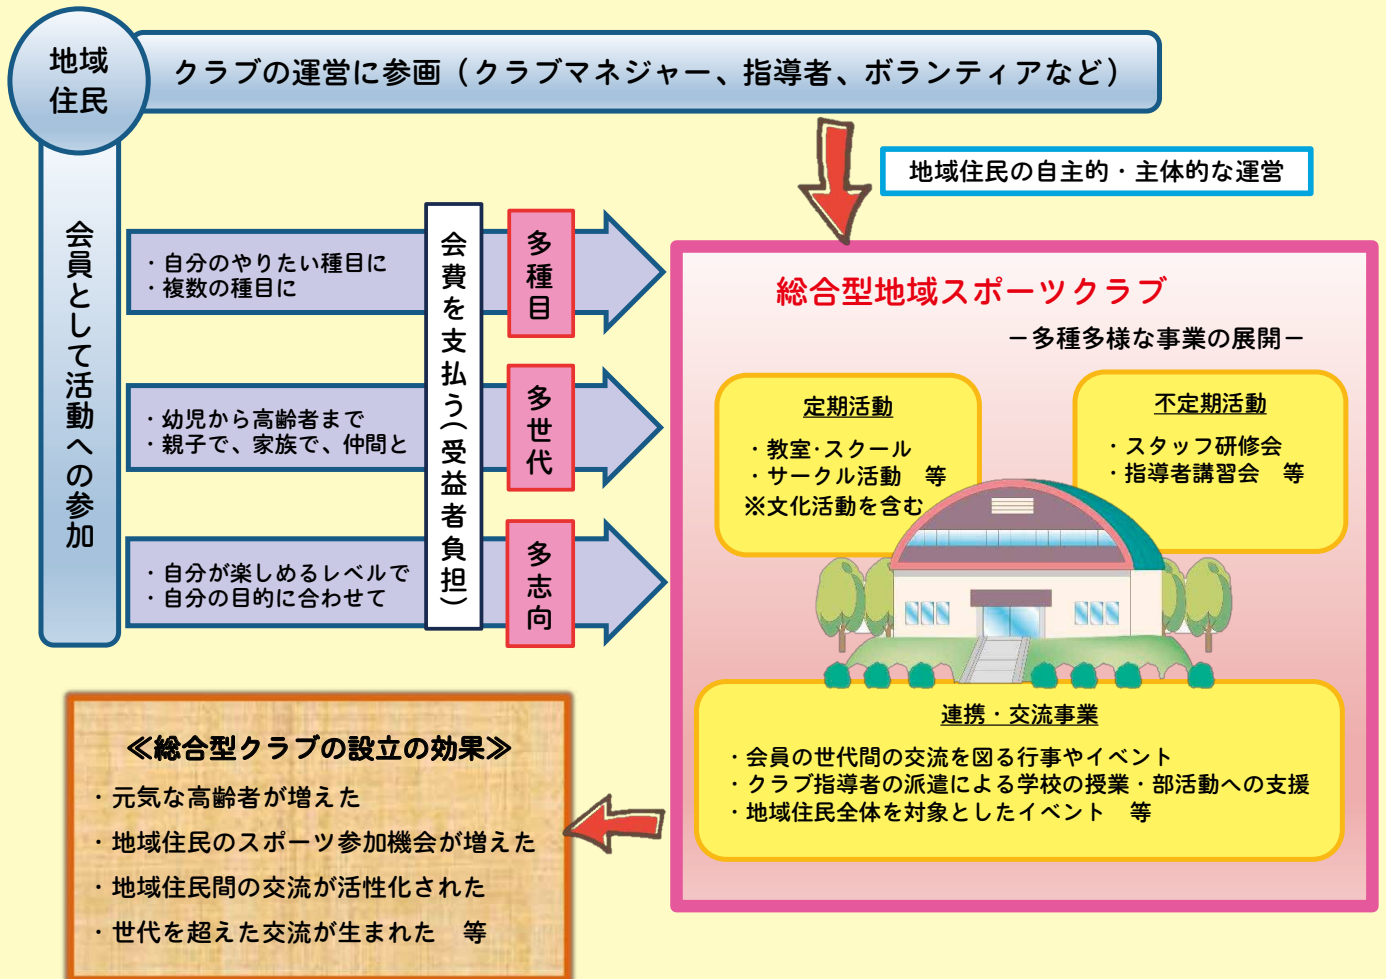 地域
住民
クラブの運営に参画（クラブマネジャー、指導者、ボランティアなど）
地域住民の自主的・主体的な運営
会員として活動への参加
・自分のやりたい種目に
・複数の種目に
・幼児から高齢者まで
・親子で、家族で、仲間と
・自分が楽しめるレベルで
・自分の目的に合わせて
会費を支払う（受益者負担）
多種目
多世代
多志向
総合型地域スポーツクラブ
－多種多様な事業の展開－
定期活動
・教室・スクール
・サークル活動　等
※文化活動を含む
不定期活動
・スタッフ研修会
・指導者講習会　等
連携・交流事業
・会員の世代間の交流を図る行事やイベント
・クラブ指導者の派遣による学校の授業・部活動への支援
・地域住民全体を対象としたイベント　等
≪総合型クラブの設立の効果≫
・元気な高齢者が増えた
・地域住民のスポーツ参加機会が増えた
・地域住民間の交流が活性化された
・世代を超えた交流が生まれた　等